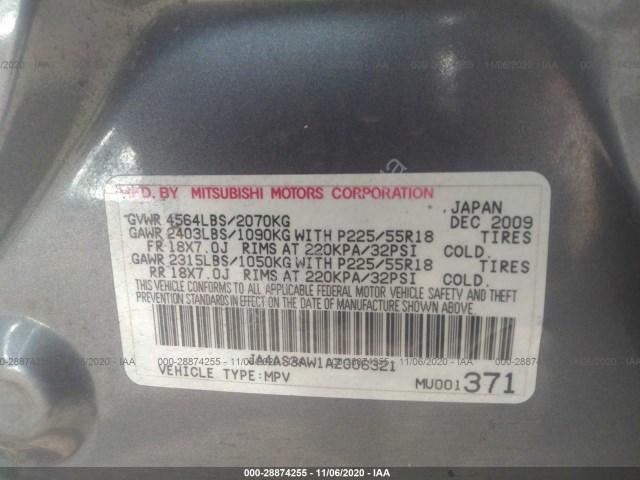 MFD. BY MITSUBISHI MOTORS CORPORATION
GVWR 4564LBS/2070KG JAPAN DEC 2009
GAWR 2403LBS/1090KG WITH P225/55R18 TIRES
FR 18X7.0J RIMS AT 220KPA/32PSI COLD.
GAWR 2315LBS/1050KG WITH P225/55R18 TIRES
RR 18X7.0J RIMS AT 220KPA/32PSI COLD.
THIS VEHICLE CONFORMS TO ALL APPLICABLE FEDERAL MOTOR VEHICLE SAFETY AND THEFT
PREVENTION STANDARDS IN EFFECT ON THE DATE OF MANUFACTURE SHOWN ABOVE.
JA4AS3AW1AZ006321
VEHICLE TYPE:MPV MU001371
000-28874255 - 11/06/2020 - IAA